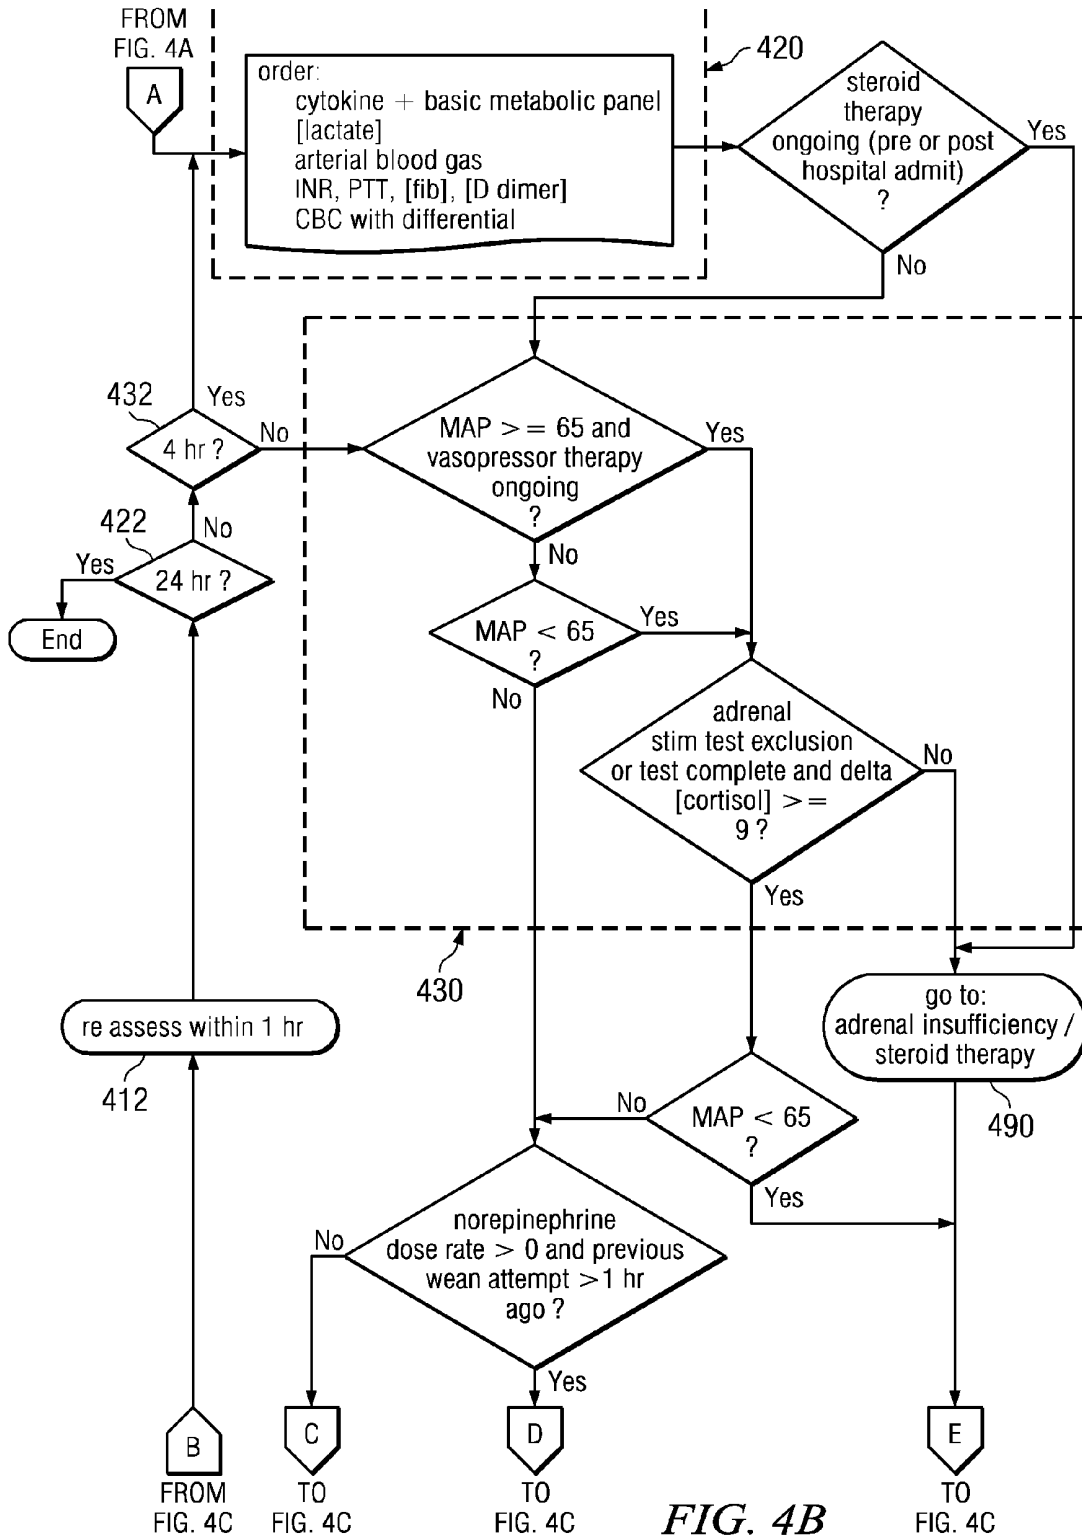 FROM
FIG. 4A
A
420
order:
cytokine + basic metabolic panel
[lactate]
arterial blood gas
INR, PTT, [fib], [D dimer]
CBC with differential
steroid
therapy
ongoing (pre or post
hospital admit)
?
Yes
No
432
Yes
4 hr ?
No
MAP > = 65 and
vasopressor therapy
ongoing
?
Yes
No
422
No
Yes
24 hr ?
End
MAP < 65
?
Yes
No
adrenal
stim test exclusion
or test complete and delta
[cortisol] > =
9 ?
No
Yes
430
re assess within 1 hr
412
go to:
adrenal insufficiency /
steroid therapy
490
MAP < 65
?
No
Yes
norepinephrine
dose rate > 0 and previous
wean attempt > 1 hr
ago ?
No
Yes
B
FROM
FIG. 4C
C
TO
FIG. 4C
D
TO
FIG. 4C
E
TO
FIG. 4C
FIG. 4B